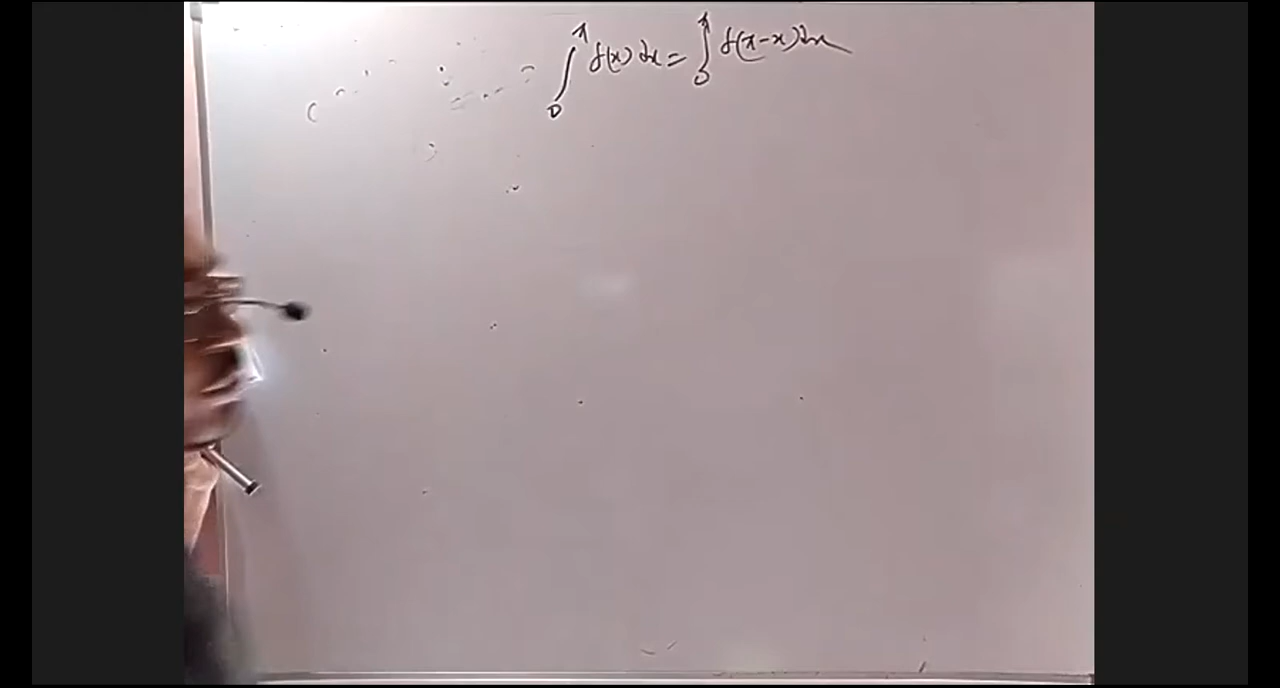 ∫₀^π f(x) dx = ∫₀^π f(π-x) dx